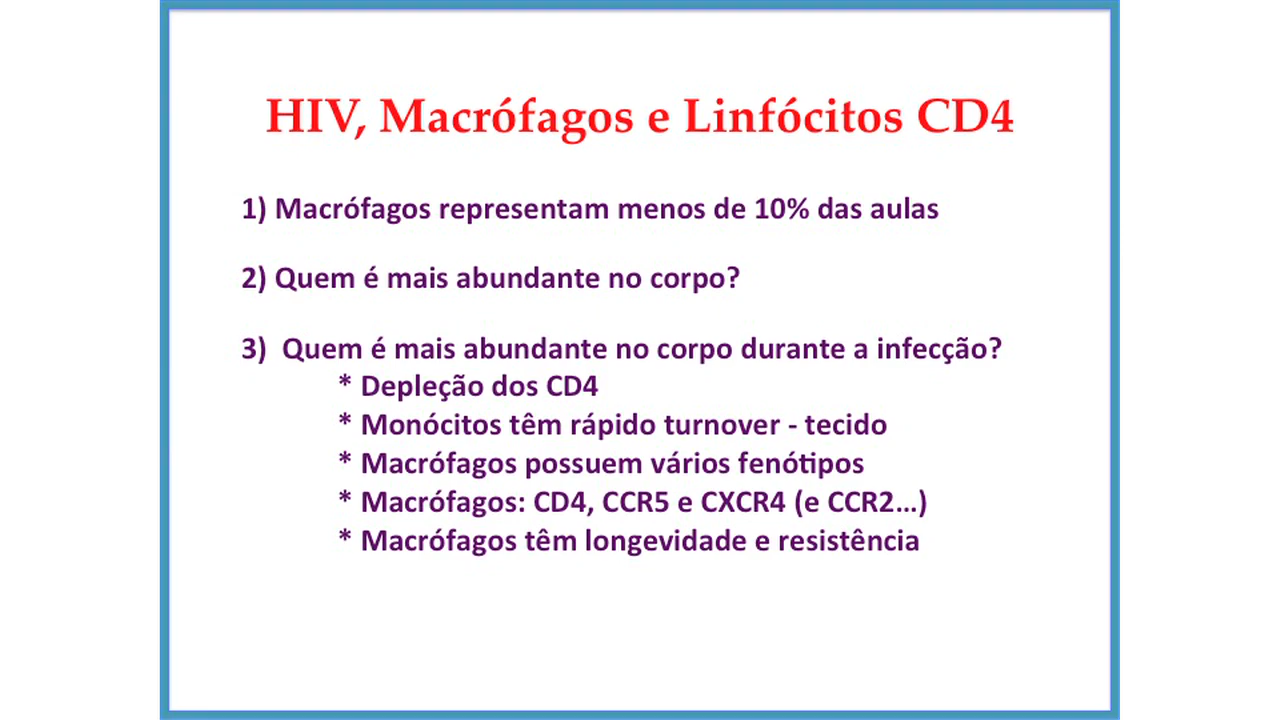 HIV, Macrófagos e Linfócitos CD4
1) Macrófagos representam menos de 10% das aulas
2) Quem é mais abundante no corpo?
3) Quem é mais abundante no corpo durante a infecção?
* Depleção dos CD4
* Monócitos têm rápido turnover - tecido
* Macrófagos possuem vários fenótipos
* Macrófagos: CD4, CCR5 e CXCR4 (e CCR2...)
* Macrófagos têm longevidade e resistência